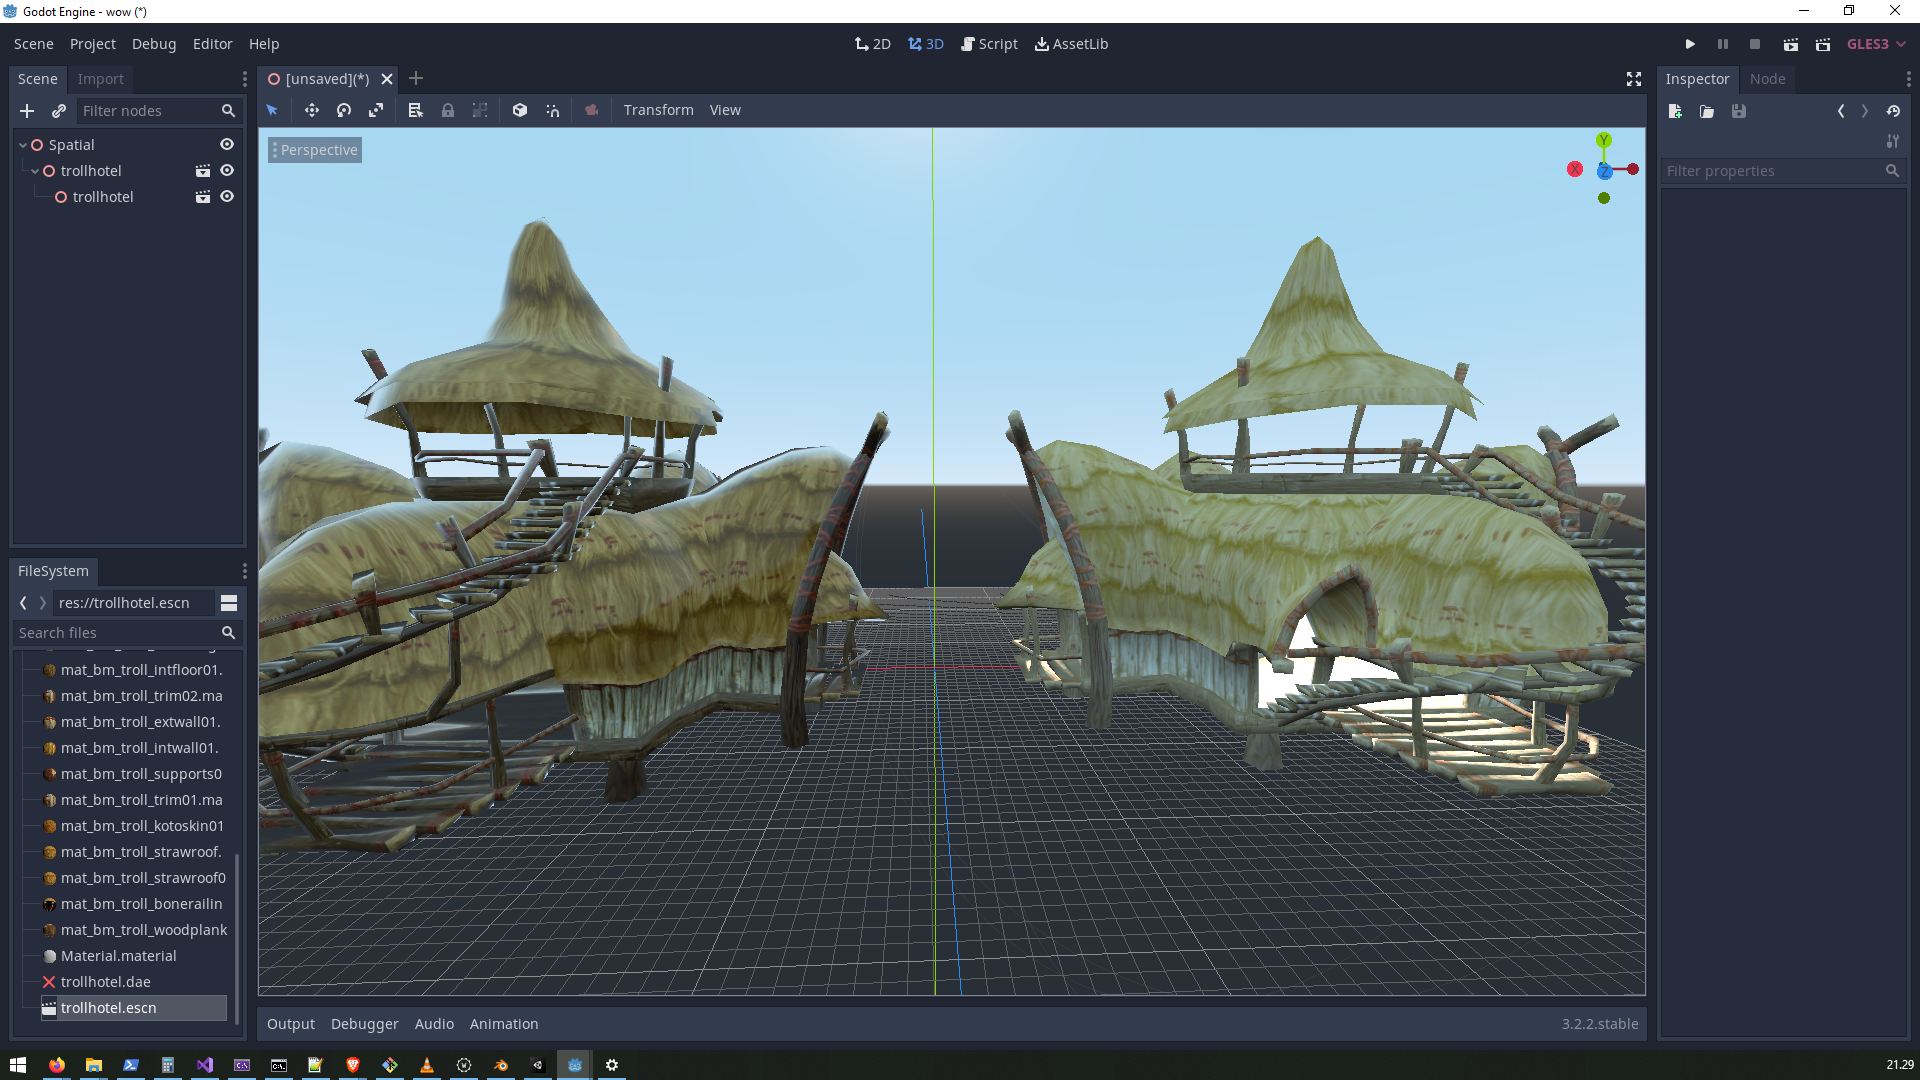 Godot Engine - wow (*)
Scene Project Debug Editor Help
2D 3D Script AssetLib
GLES3
Scene Import
[unsaved](*)
Inspector Node
Filter nodes
Transform View
Spatial
trollhotel
trollhotel
Perspective
Y
X
Z
Filter properties
FileSystem
res://trollhotel.escn
Search files
mat_bm_troll_intfloor01.
mat_bm_troll_trim02.ma
mat_bm_troll_extwall01.
mat_bm_troll_intwall01.
mat_bm_troll_supports0
mat_bm_troll_trim01.ma
mat_bm_troll_kotoskin01
mat_bm_troll_strawroof.
mat_bm_troll_strawroof0
mat_bm_troll_bonerailin
mat_bm_troll_woodplank
Material.material
trollhotel.dae
trollhotel.escn
Output Debugger Audio Animation
3.2.2.stable
21.29